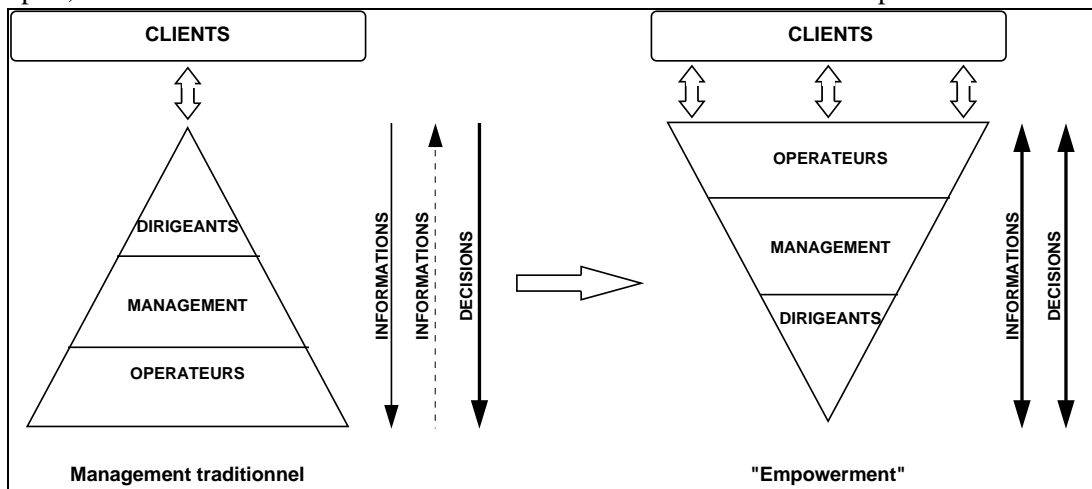 CLIENTS
DIRIGEANTS
MANAGEMENT
OPERATEURS
INFORMATIONS
INFORMATIONS
DECISIONS
Management traditionnel
CLIENTS
OPERATEURS
MANAGEMENT
DIRIGEANTS
INFORMATIONS
DECISIONS
"Empowerment"